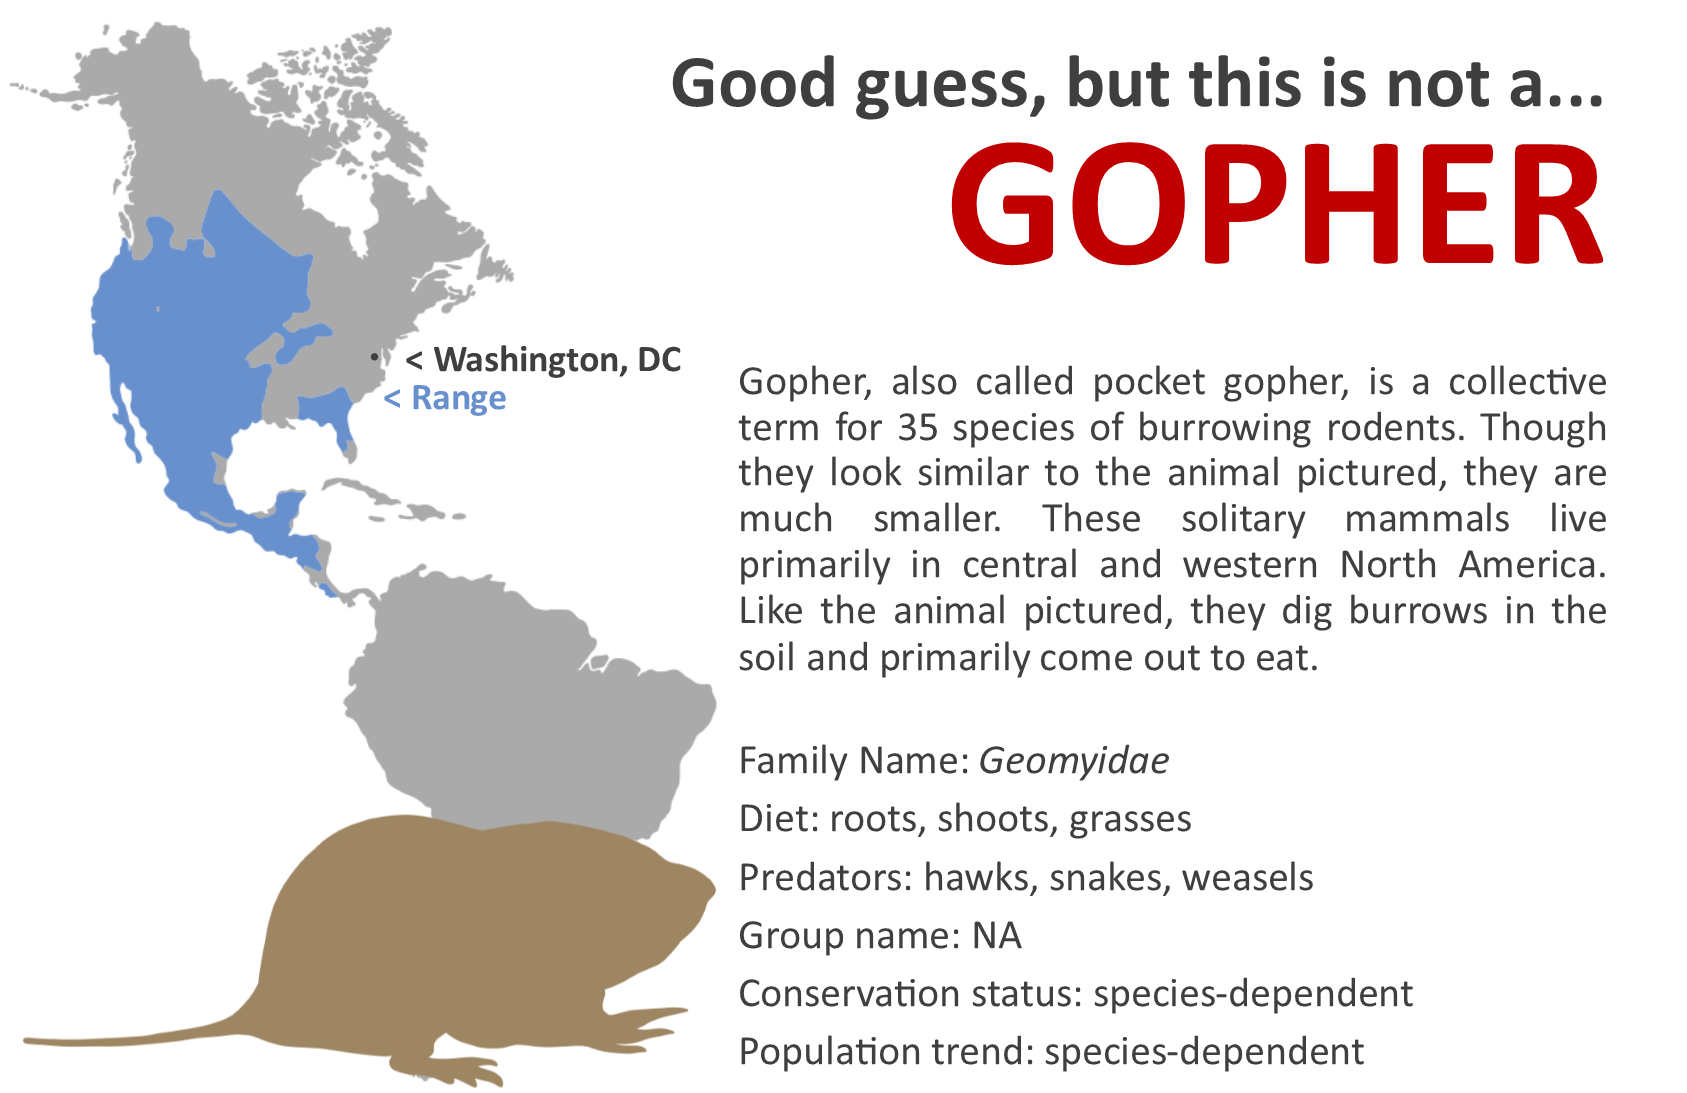 Good guess, but this is not a...
GOPHER
< Washington, DC
< Range
Gopher, also called pocket gopher, is a collective
term for 35 species of burrowing rodents. Though
they look similar to the animal pictured, they are
much smaller. These solitary mammals live
primarily in central and western North America.
Like the animal pictured, they dig burrows in the
soil and primarily come out to eat.
Family Name: Geomyidae
Diet: roots, shoots, grasses
Predators: hawks, snakes, weasels
Group name: NA
Conservation status: species-dependent
Population trend: species-dependent